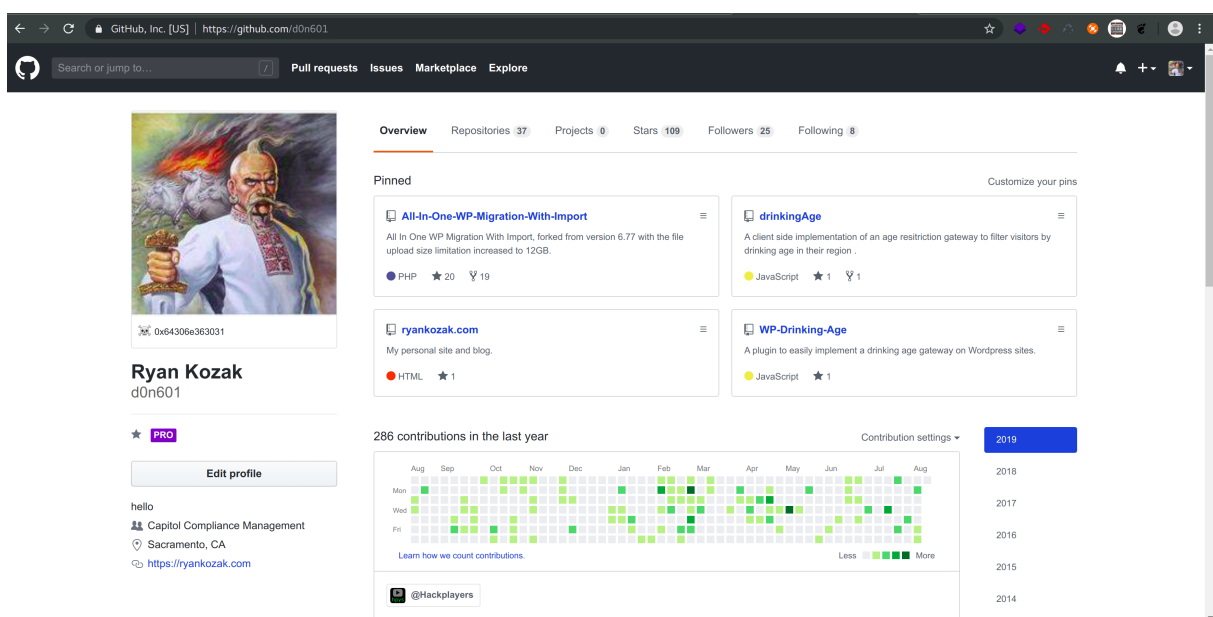 GitHub, Inc. [US] | https://github.com/d0n601
Search or jump to... / Pull requests Issues Marketplace Explore
Overview Repositories 37 Projects 0 Stars 109 Followers 25 Following 8
Pinned Customize your pins
All-In-One-WP-Migration-With-Import
All In One WP Migration With Import, forked from version 6.77 with the file
upload size limitation increased to 12GB.
PHP 20 19
drinkingAge
A client side implementation of an age resitriction gateway to filter visitors by
drinking age in their region .
JavaScript 1 1
ryankozak.com
My personal site and blog.
HTML 1
WP-Drinking-Age
A plugin to easily implement a drinking age gateway on Wordpress sites.
JavaScript 1
0x64306e363031
Ryan Kozak
d0n601
PRO
Edit profile
hello
Capitol Compliance Management
Sacramento, CA
https://ryankozak.com
286 contributions in the last year Contribution settings
Aug Sep Oct Nov Dec Jan Feb Mar Apr May Jun Jul Aug
Mon
Wed
Fri
Learn how we count contributions. Less More
@Hackplayers
2019
2018
2017
2016
2015
2014